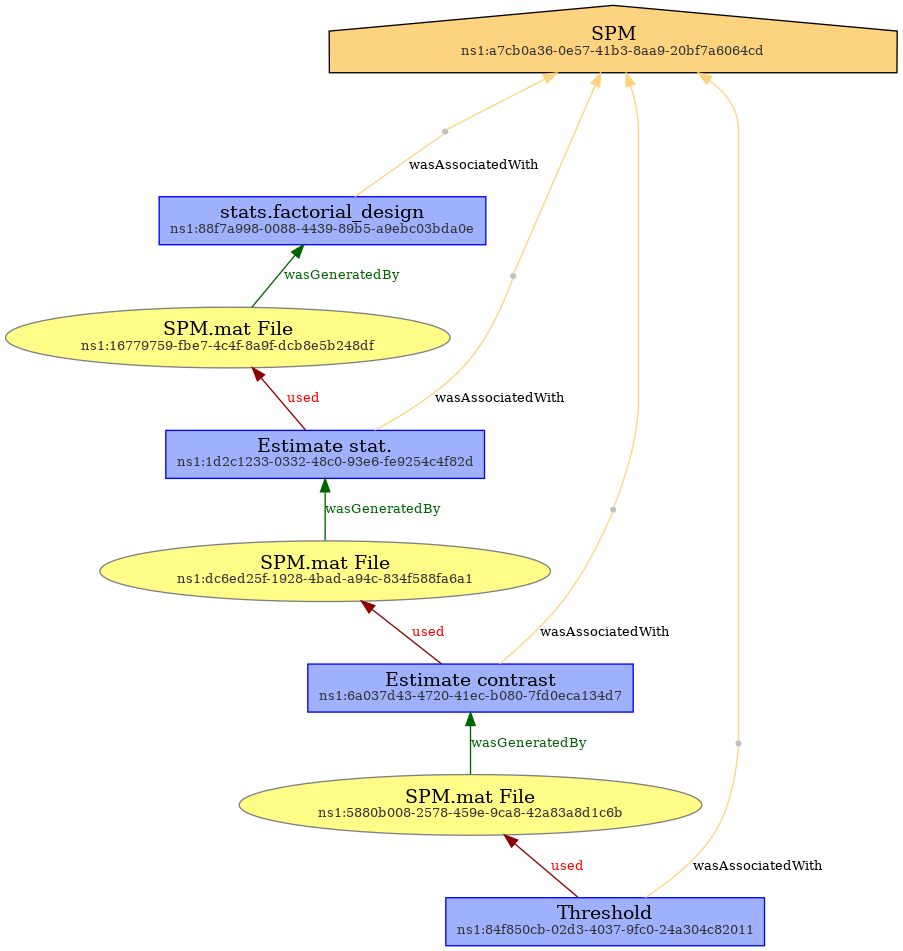 SPM
ns1:a7cb0a36-0e57-41b3-8aa9-20bf7a6064cd
wasAssociatedWith
stats.factorial_design
ns1:88f7a998-0088-4439-89b5-a9ebc03bda0e
wasGeneratedBy
SPM.mat File
ns1:16779759-fbe7-4c4f-8a9f-dcb8e5b248df
used
wasAssociatedWith
Estimate stat.
ns1:1d2c1233-0332-48c0-93e6-fe9254c4f82d
wasGeneratedBy
SPM.mat File
ns1:dc6ed25f-1928-4bad-a94c-834f588fa6a1
used
wasAssociatedWith
Estimate contrast
ns1:6a037d43-4720-41ec-b080-7fd0eca134d7
wasGeneratedBy
SPM.mat File
ns1:5880b008-2578-459e-9ca8-42a83a8d1c6b
used
wasAssociatedWith
Threshold
ns1:84f850cb-02d3-4037-9fc0-24a304c82011